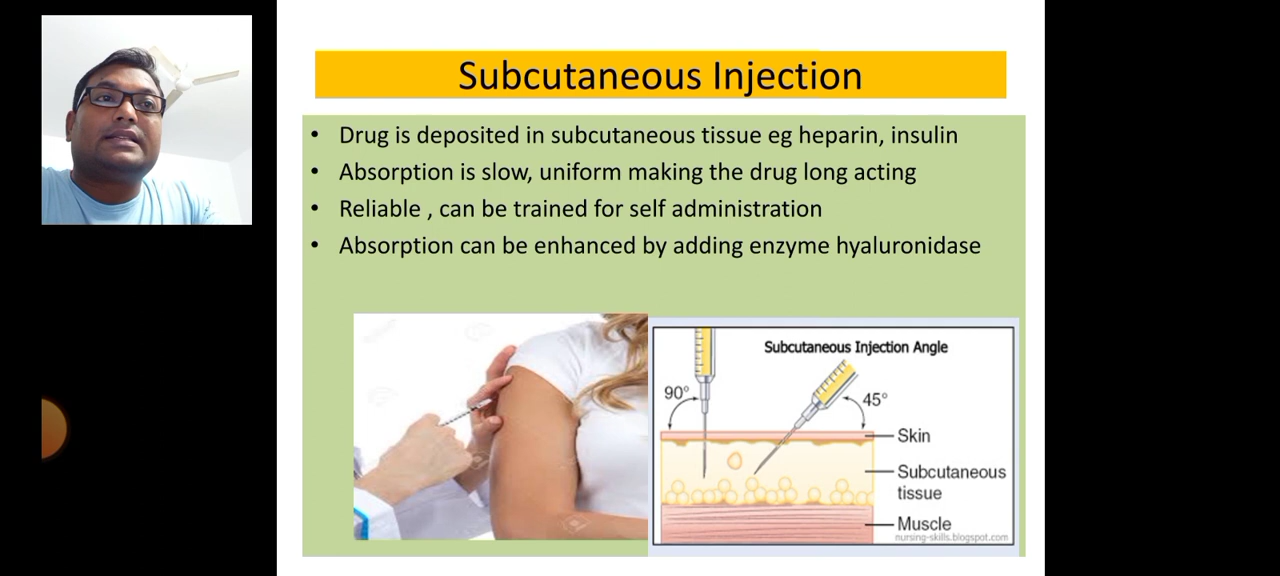 Subcutaneous Injection
• Drug is deposited in subcutaneous tissue eg heparin, insulin
• Absorption is slow, uniform making the drug long acting
• Reliable , can be trained for self administration
• Absorption can be enhanced by adding enzyme hyaluronidase
Subcutaneous Injection Angle
90°
45°
Skin
Subcutaneous
tissue
Muscle
nursing-skills.blogspot.com